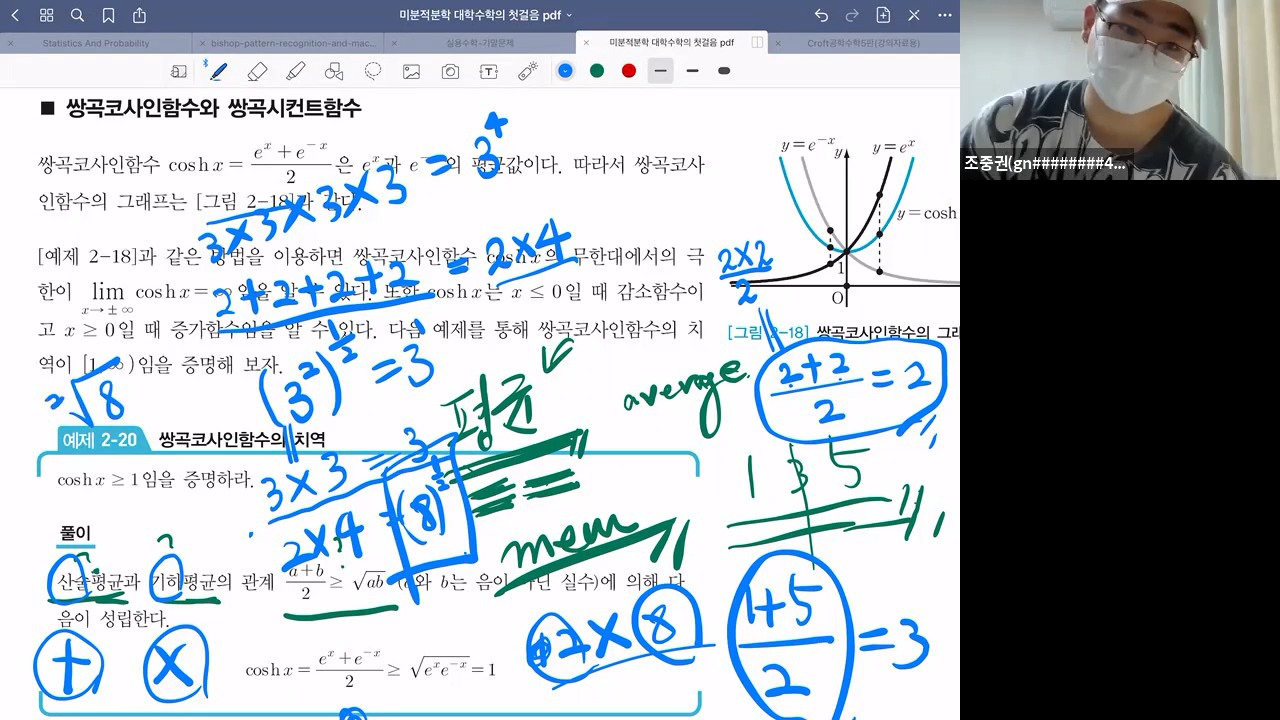 미분적분학 대학수학의 첫걸음 pdf
Statistics And Probability
bishop-pattern-recognition-and-mac...
실용수학-기말문제
미분적분학 대학수학의 첫걸음 pdf
Croft공학수학5판(강의자료용)
■ 쌍곡코사인함수와 쌍곡시컨트함수
쌍곡코사인함수 cosh x = (e^x + e^{-x})/2 은 e^x과 e 의 평균값이다. 따라서 쌍곡코사
인함수의 그래프는 [그림 2-18]과 같다.
[예제 2-18]과 같은 방법을 이용하면 쌍곡코사인함수 cosh x의 무한대에서의 극
한이 lim x→±∞ cosh x = ∞ 임을 알 수 있다. 또한 cosh x는 x ≤ 0일 때 감소함수이
고 x ≥ 0일 때 증가함수임을 알 수 있다. 다음 예제를 통해 쌍곡코사인함수의 치
역이 [1, ∞)임을 증명해 보자.
예제 2-20 쌍곡코사인함수의 치역
cosh x ≥ 1임을 증명하라.
풀이
산술평균과 기하평균의 관계 (a+b)/2 ≥ √ab (a와 b는 음이 아닌 실수)에 의해 다
음이 성립한다.
cosh x = (e^x + e^{-x})/2 ≥ √(e^x e^{-x}) = 1
y = e^{-x}
y
y = e^x
y = cosh
1
O
x
[그림 2-18] 쌍곡코사인함수의 그래
3×3×3×3 = 3^4
2+2+2+2 = 2×4
(3^2)^{1/2} = 3^1
2√8
3×3 = 3
2×4 = (8)^{1/2}
평균
average
mean
2×2/2
(2+2)/2 = 2
1 3 5
(1+5)/2 = 3
×8
+
×
조중권(gn########4...